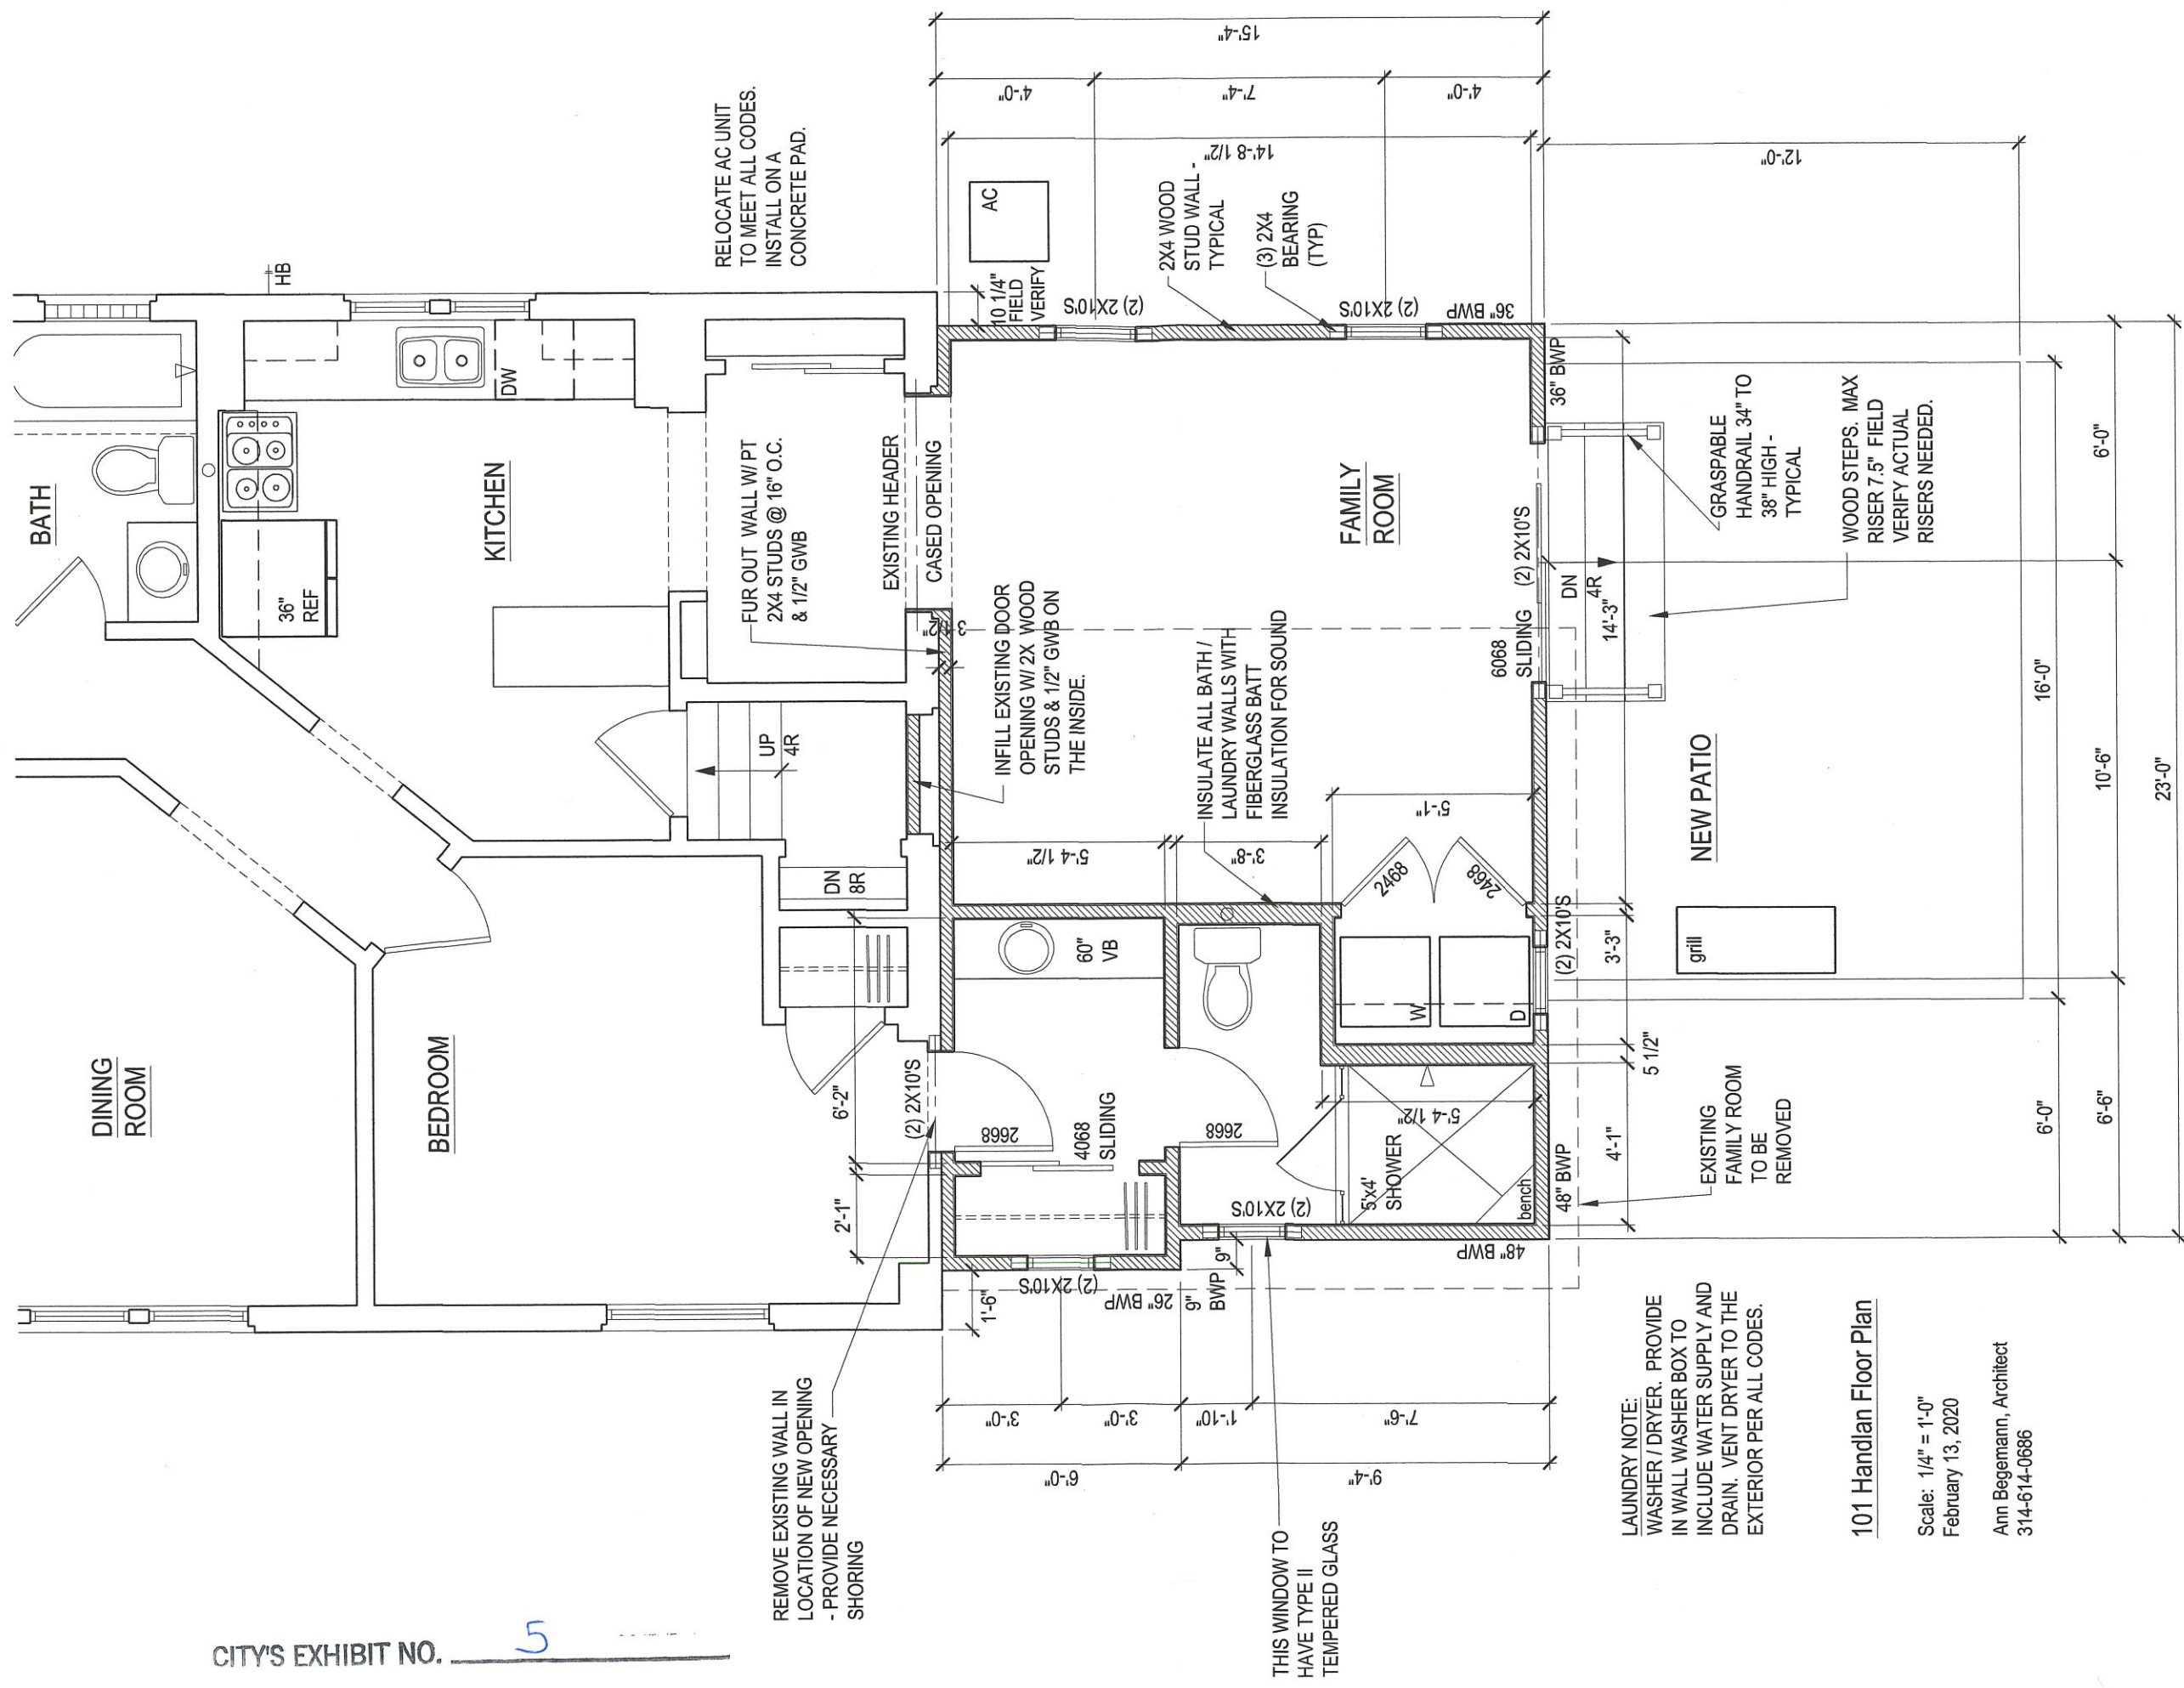 CITY'S EXHIBIT NO. 5
DINING
ROOM
BATH
36"
REF
KITCHEN
DW
HB
BEDROOM
UP
4R
DN
8R
RELOCATE AC UNIT
TO MEET ALL CODES.
INSTALL ON A
CONCRETE PAD.
AC
10 1/4"
FIELD
VERIFY
FUR OUT WALL W/ PT
2X4 STUDS @ 16" O.C.
& 1/2" GWB
EXISTING HEADER
CASED OPENING
3 1/2"
INFILL EXISTING DOOR
OPENING W/ 2X WOOD
STUDS & 1/2" GWB ON
THE INSIDE.
REMOVE EXISTING WALL IN
LOCATION OF NEW OPENING
- PROVIDE NECESSARY
SHORING
6'-2"
2'-1"
(2) 2X10'S
1'-6"
2668
4068
SLIDING
60"
VB
(2) 2X10'S
26" BWP
9"
BWP
9"
2668
(2) 2X10'S
5'x4'
SHOWER
5'-4 1/2"
bench
48" BWP
48" BWP
INSULATE ALL BATH /
LAUNDRY WALLS WITH
FIBERGLASS BATT
INSULATION FOR SOUND
5'-4 1/2"
3'-8"
5'-1"
2468
2468
W
D
(2) 2X10'S
FAMILY
ROOM
2X4 WOOD
STUD WALL -
TYPICAL
(3) 2X4
BEARING
(TYP)
(2) 2X10'S
(2) 2X10'S
36" BWP
36" BWP
15'-4"
4'-0"
7'-4"
4'-0"
14'-8 1/2"
12'-0"
6068
SLIDING
(2) 2X10'S
DN
4R
14'-3"
3'-3"
5 1/2"
4'-1"
GRASPABLE
HANDRAIL 34" TO
38" HIGH -
TYPICAL
WOOD STEPS. MAX
RISER 7.5" FIELD
VERIFY ACTUAL
RISERS NEEDED.
NEW PATIO
grill
EXISTING
FAMILY ROOM
TO BE
REMOVED
6'-0"
16'-0"
6'-6"
10'-6"
6'-0"
23'-0"
3'-0"
3'-0"
1'-10"
7'-6"
6'-0"
9'-4"
THIS WINDOW TO
HAVE TYPE II
TEMPERED GLASS
LAUNDRY NOTE:
WASHER / DRYER. PROVIDE
IN WALL WASHER BOX TO
INCLUDE WATER SUPPLY AND
DRAIN. VENT DRYER TO THE
EXTERIOR PER ALL CODES.
101 Handlan Floor Plan
Scale: 1/4" = 1'-0"
February 13, 2020
Ann Begemann, Architect
314-614-0686